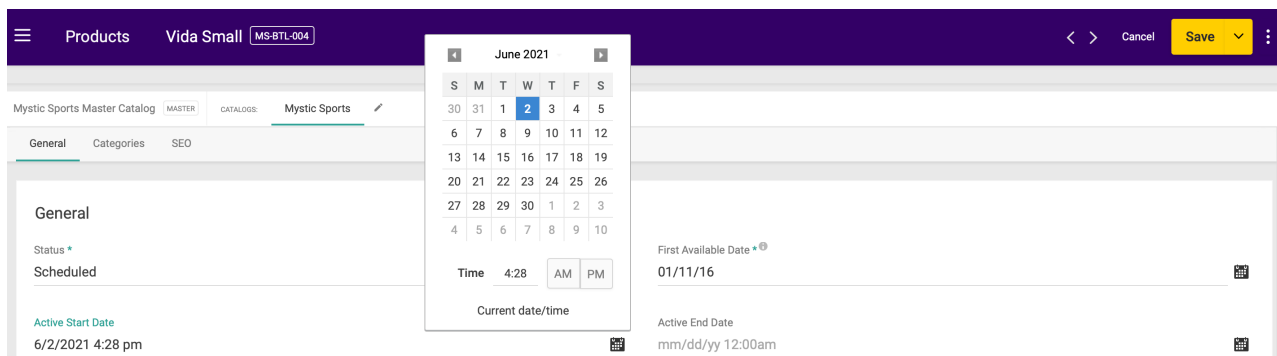 Products Vida Small MS-BTL-004 Cancel Save
Mystic Sports Master Catalog MASTER CATALOGS: Mystic Sports
General Categories SEO
June 2021
S M T W T F S
30 31 1 2 3 4 5
6 7 8 9 10 11 12
13 14 15 16 17 18 19
20 21 22 23 24 25 26
27 28 29 30 1 2 3
4 5 6 7 8 9 10
Time 4:28 AM PM
Current date/time
General
Status *
Scheduled
First Available Date *
01/11/16
Active Start Date
6/2/2021 4:28 pm
Active End Date
mm/dd/yy 12:00am